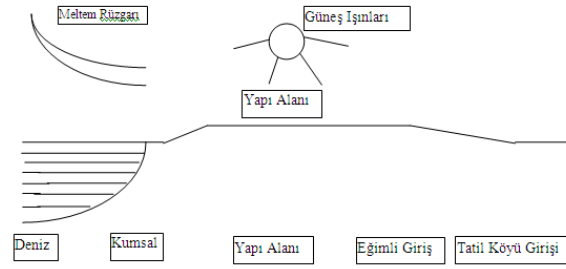 Meltem Rüzgarı
Güneş Işınları
Yapı Alanı
Deniz
Kumsal
Yapı Alanı
Eğimli Giriş
Tatil Köyü Girişi